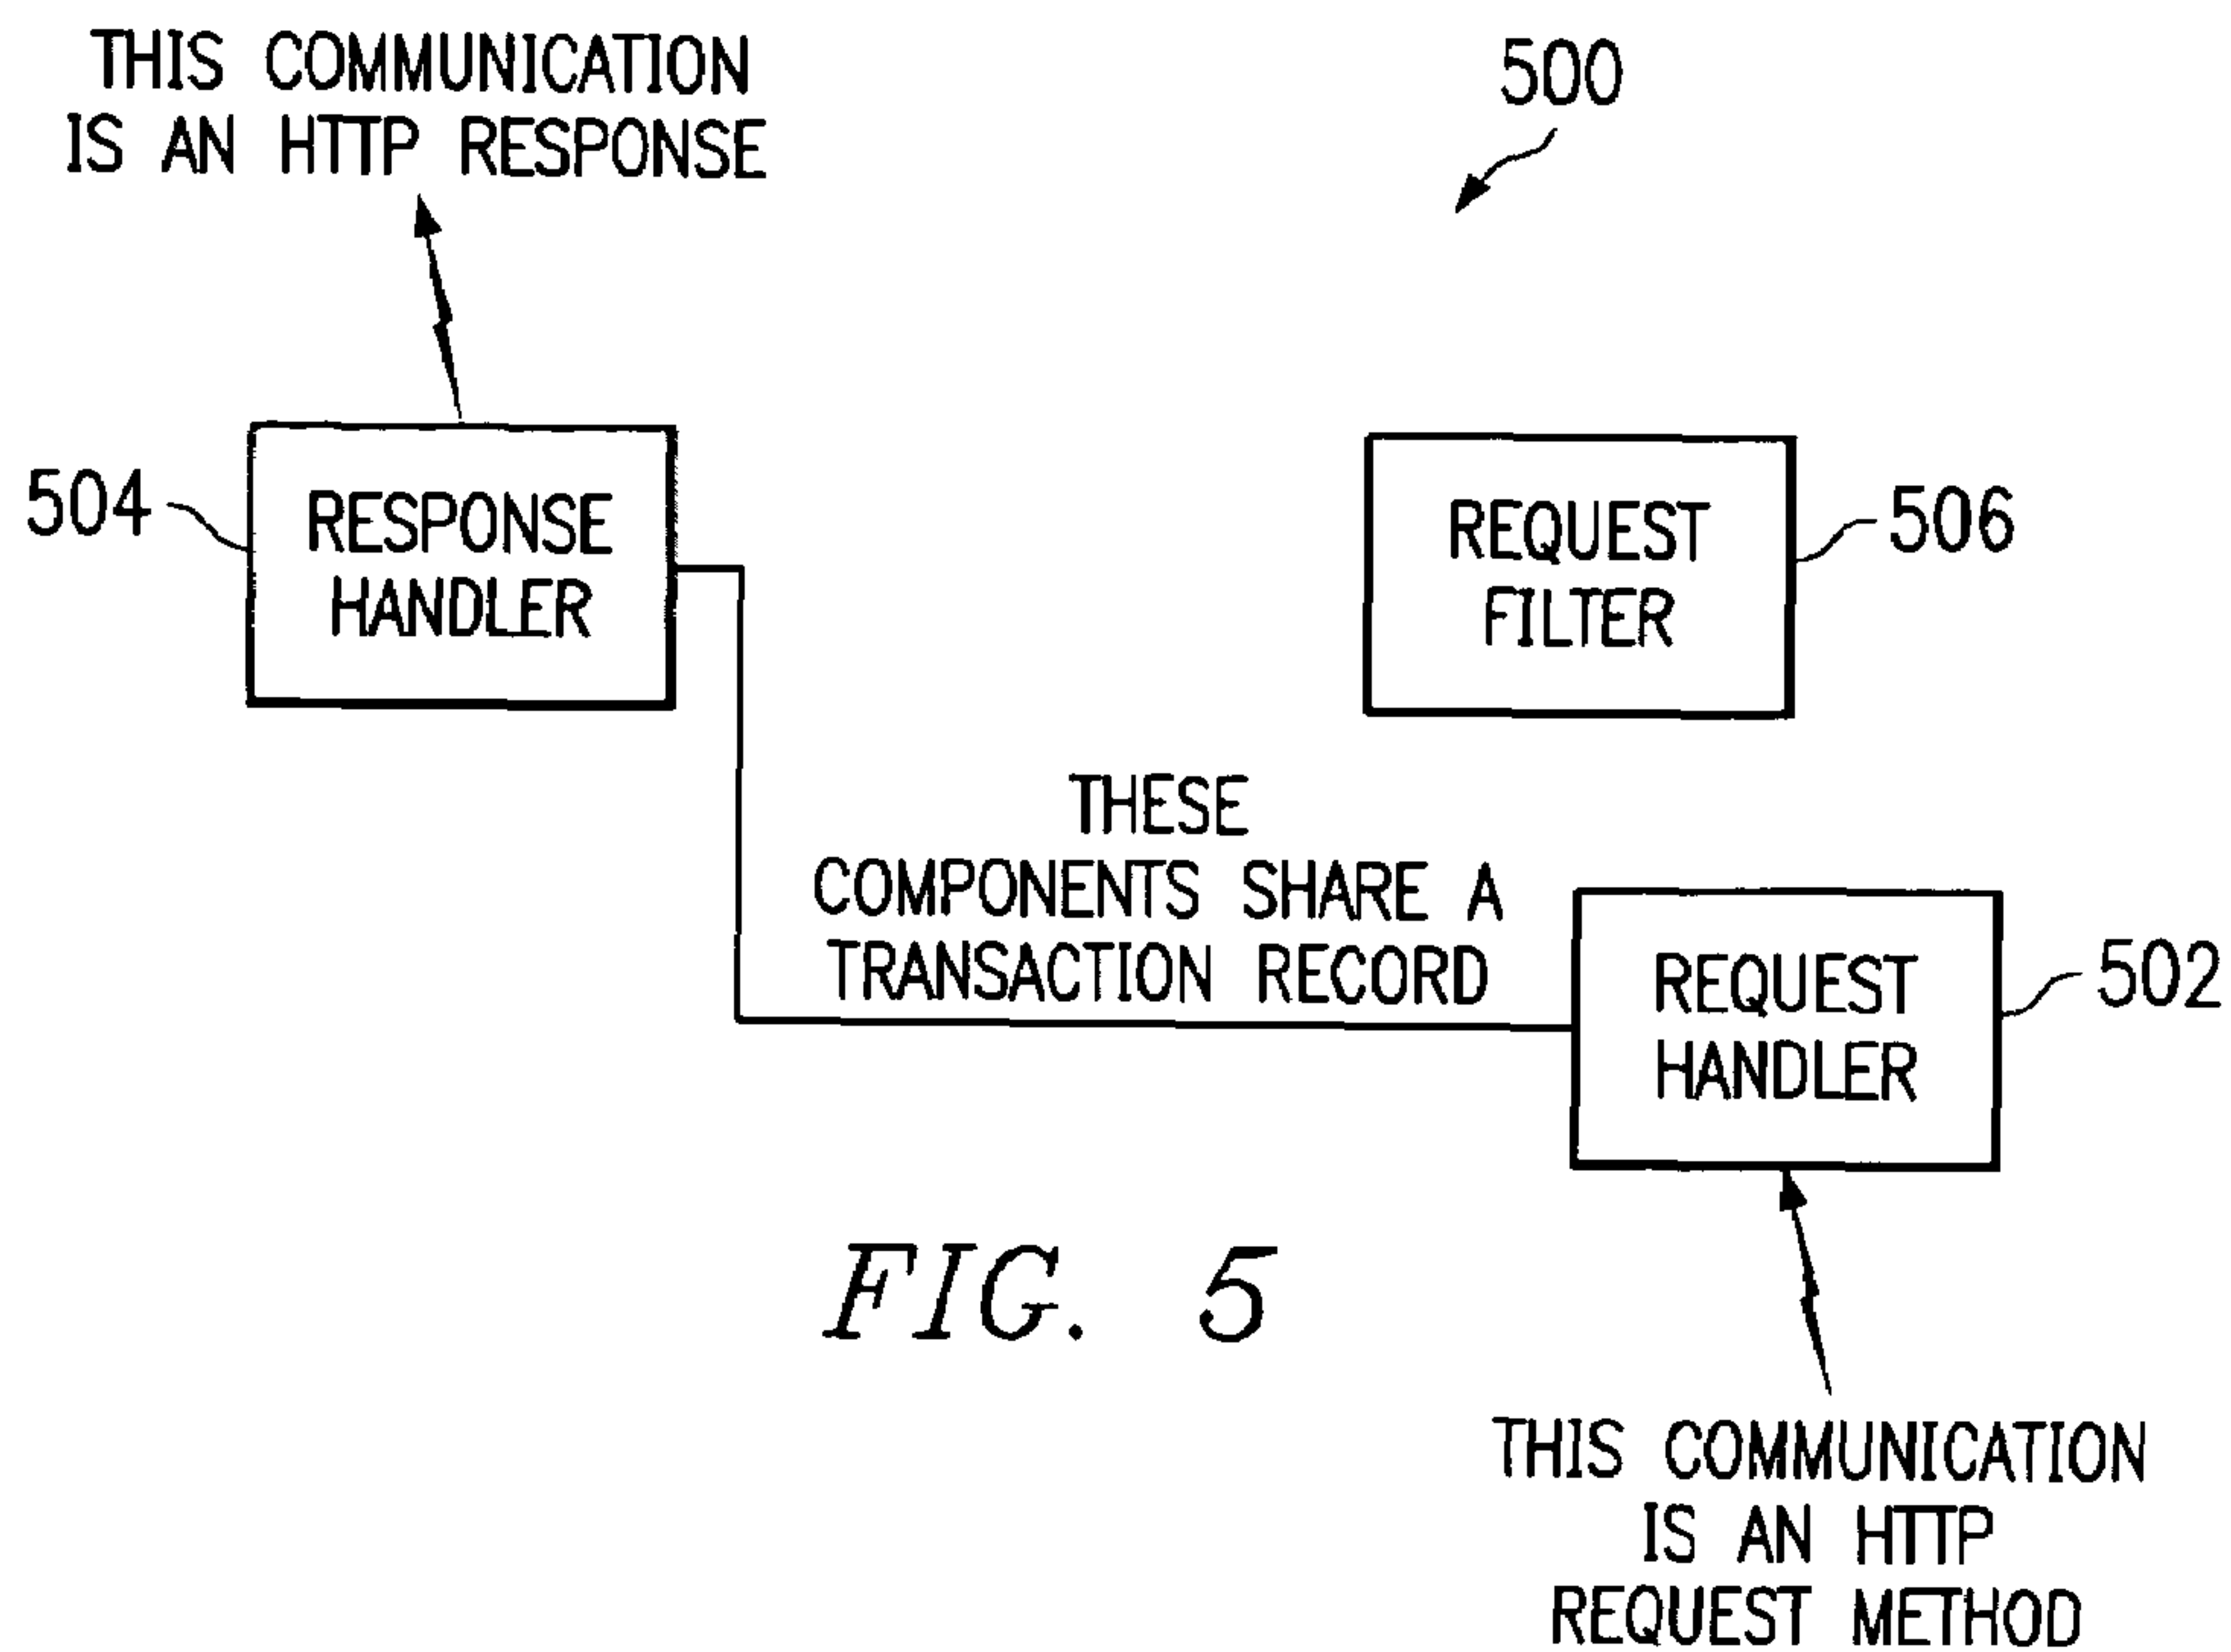 THIS COMMUNICATION
IS AN HTTP RESPONSE
500
504
RESPONSE
HANDLER
REQUEST
FILTER
506
THESE
COMPONENTS SHARE A
TRANSACTION RECORD
REQUEST
HANDLER
502
FIG. 5
THIS COMMUNICATION
IS AN HTTP
REQUEST METHOD